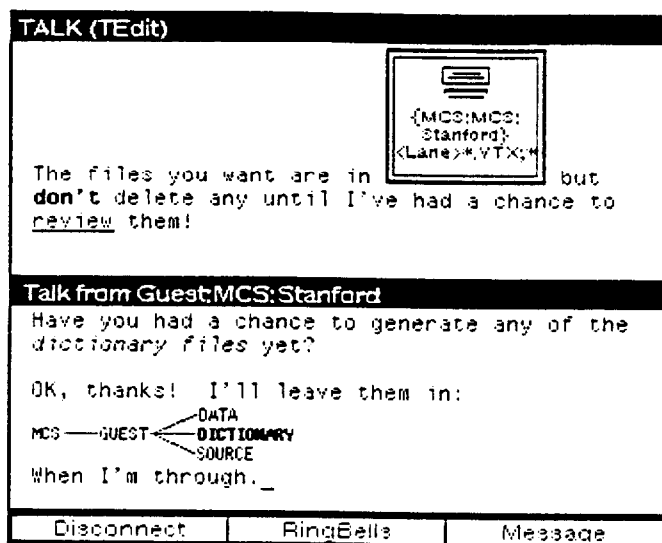 TALK (TEdit)
{MCS:MCS:
Stanford}
<Lane>*.VTX;*
The files you want are in but
don't delete any until I've had a chance to
review them!
Talk from Guest:MCS:Stanford
Have you had a chance to generate any of the
dictionary files yet?
OK, thanks! I'll leave them in:
DATA
MCS GUEST DICTIONARY
SOURCE
When I'm through._
Disconnect RingBells Message